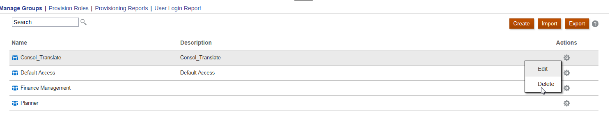 Manage Groups | Provision Rules | Provisioning Reports | User Login Report
Search Create Import Export
Name Description Actions
Consol_Translate Consol_Translate
Edit
Default Access Default Access
Delete
Finance Management
Planner